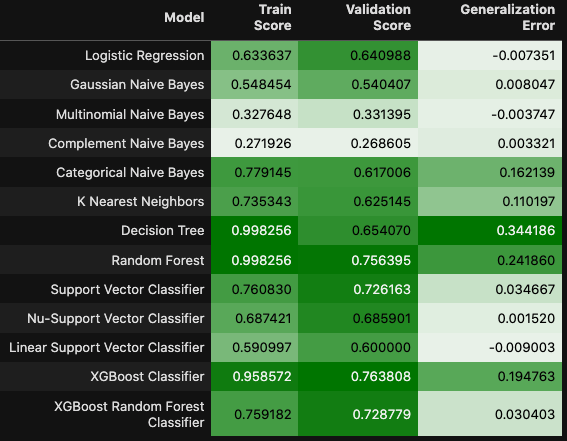 Model Train Score Validation Score Generalization Error
Logistic Regression 0.633637 0.640988 -0.007351
Gaussian Naive Bayes 0.548454 0.540407 0.008047
Multinomial Naive Bayes 0.327648 0.331395 -0.003747
Complement Naive Bayes 0.271926 0.268605 0.003321
Categorical Naive Bayes 0.779145 0.617006 0.162139
K Nearest Neighbors 0.735343 0.625145 0.110197
Decision Tree 0.998256 0.654070 0.344186
Random Forest 0.998256 0.756395 0.241860
Support Vector Classifier 0.760830 0.726163 0.034667
Nu-Support Vector Classifier 0.687421 0.685901 0.001520
Linear Support Vector Classifier 0.590997 0.600000 -0.009003
XGBoost Classifier 0.958572 0.763808 0.194763
XGBoost Random Forest Classifier 0.759182 0.728779 0.030403